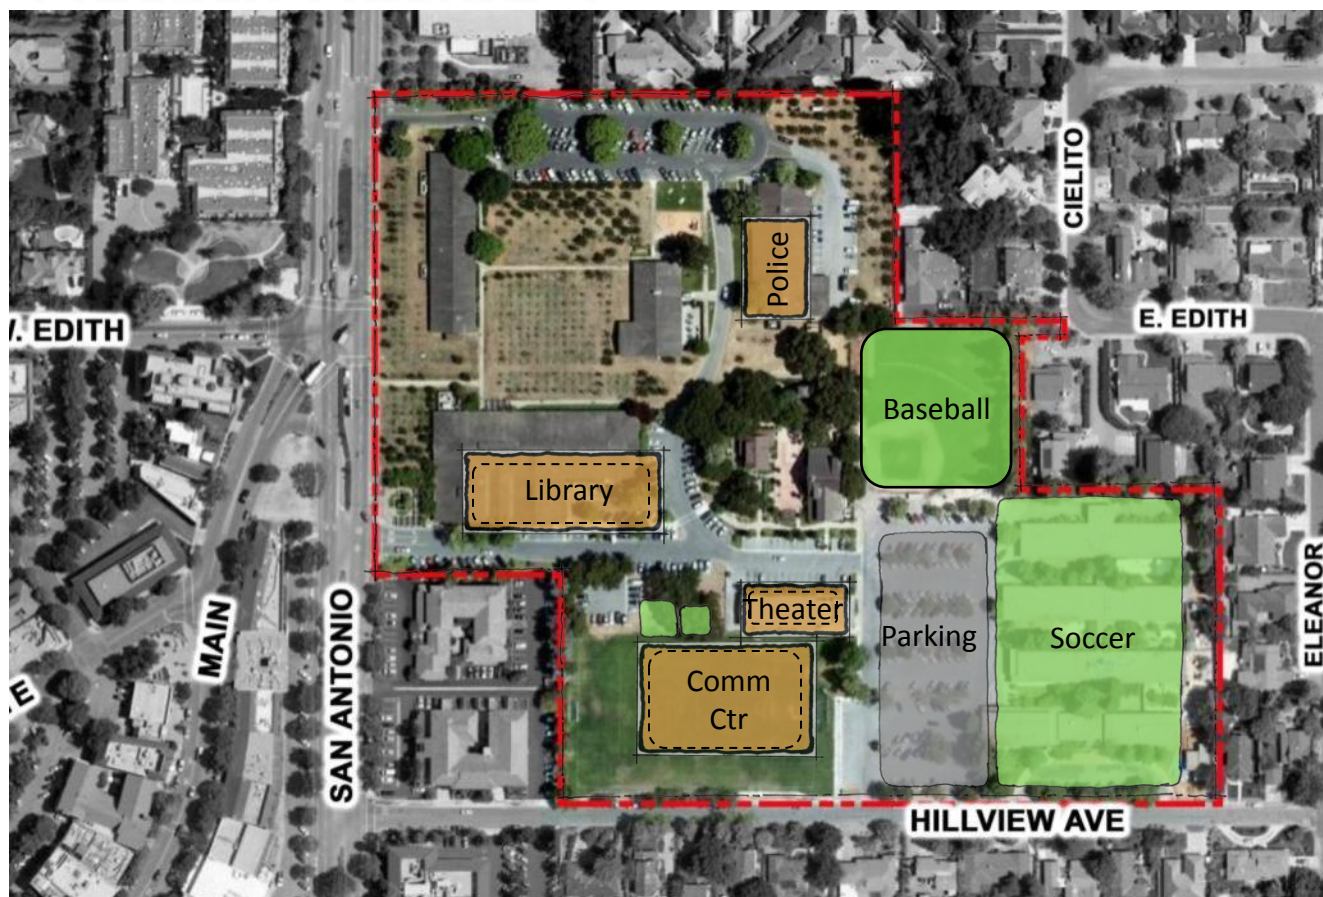 CIELITO
Police
W. EDITH
E. EDITH
Baseball
Library
Theater
MAIN
SAN ANTONIO
Parking
Soccer
ELEANOR
Comm
Ctr
HILLVIEW AVE